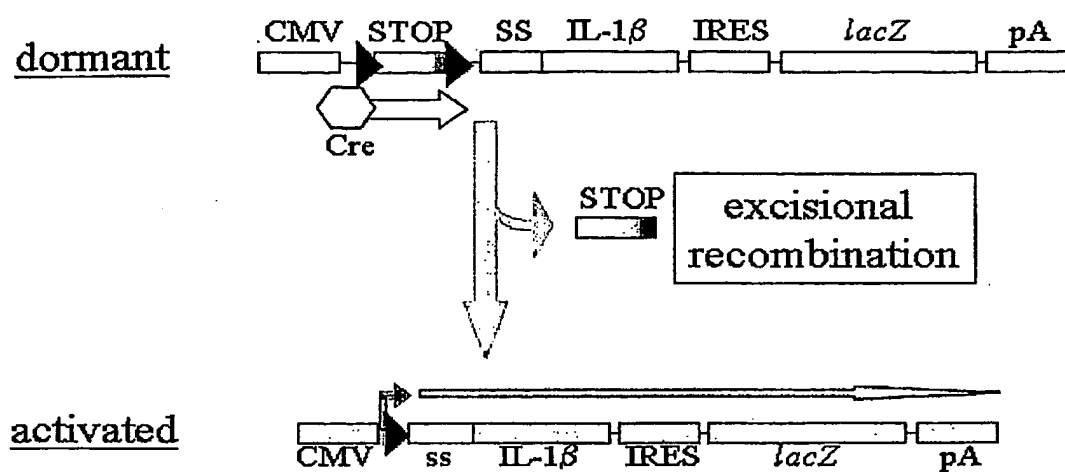 CMV STOP SS IL-1β IRES lacZ pA
dormant
Cre
STOP
excisional
recombination
activated
CMV ss IL-1β IRES lacZ pA